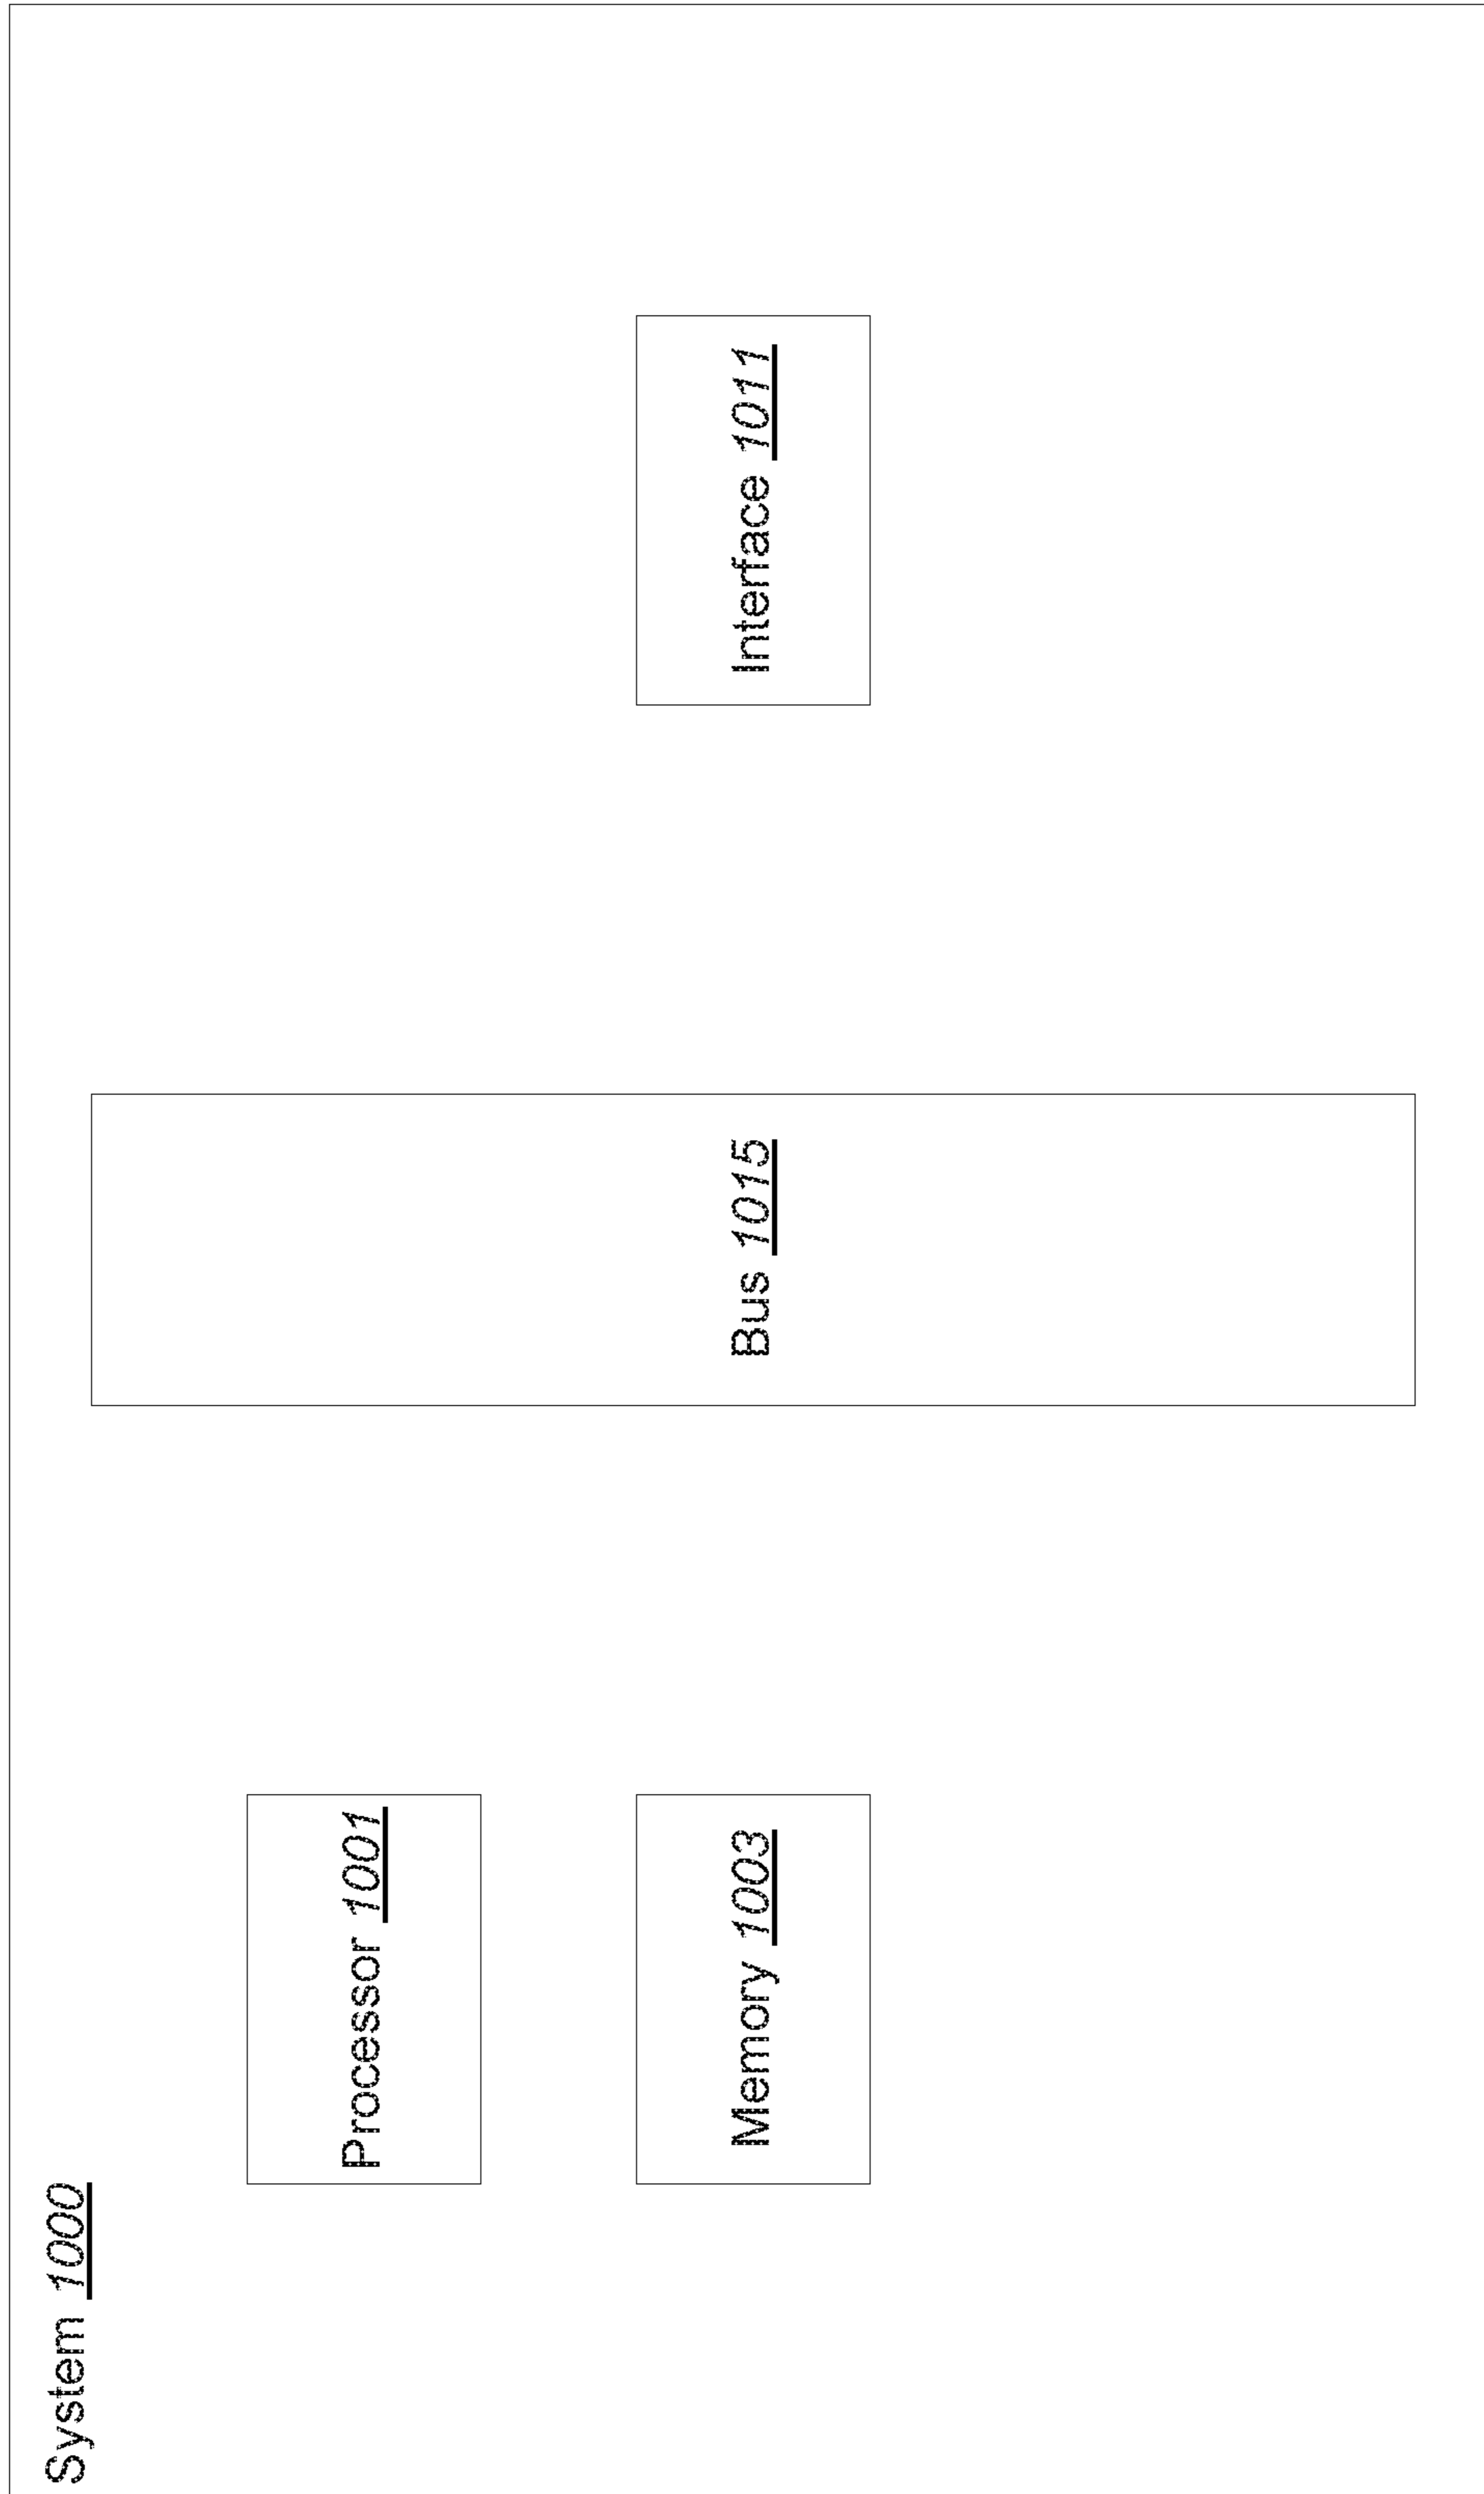 System 1000
Processor 1001
Memory 1003
Bus 1015
Interface 1011